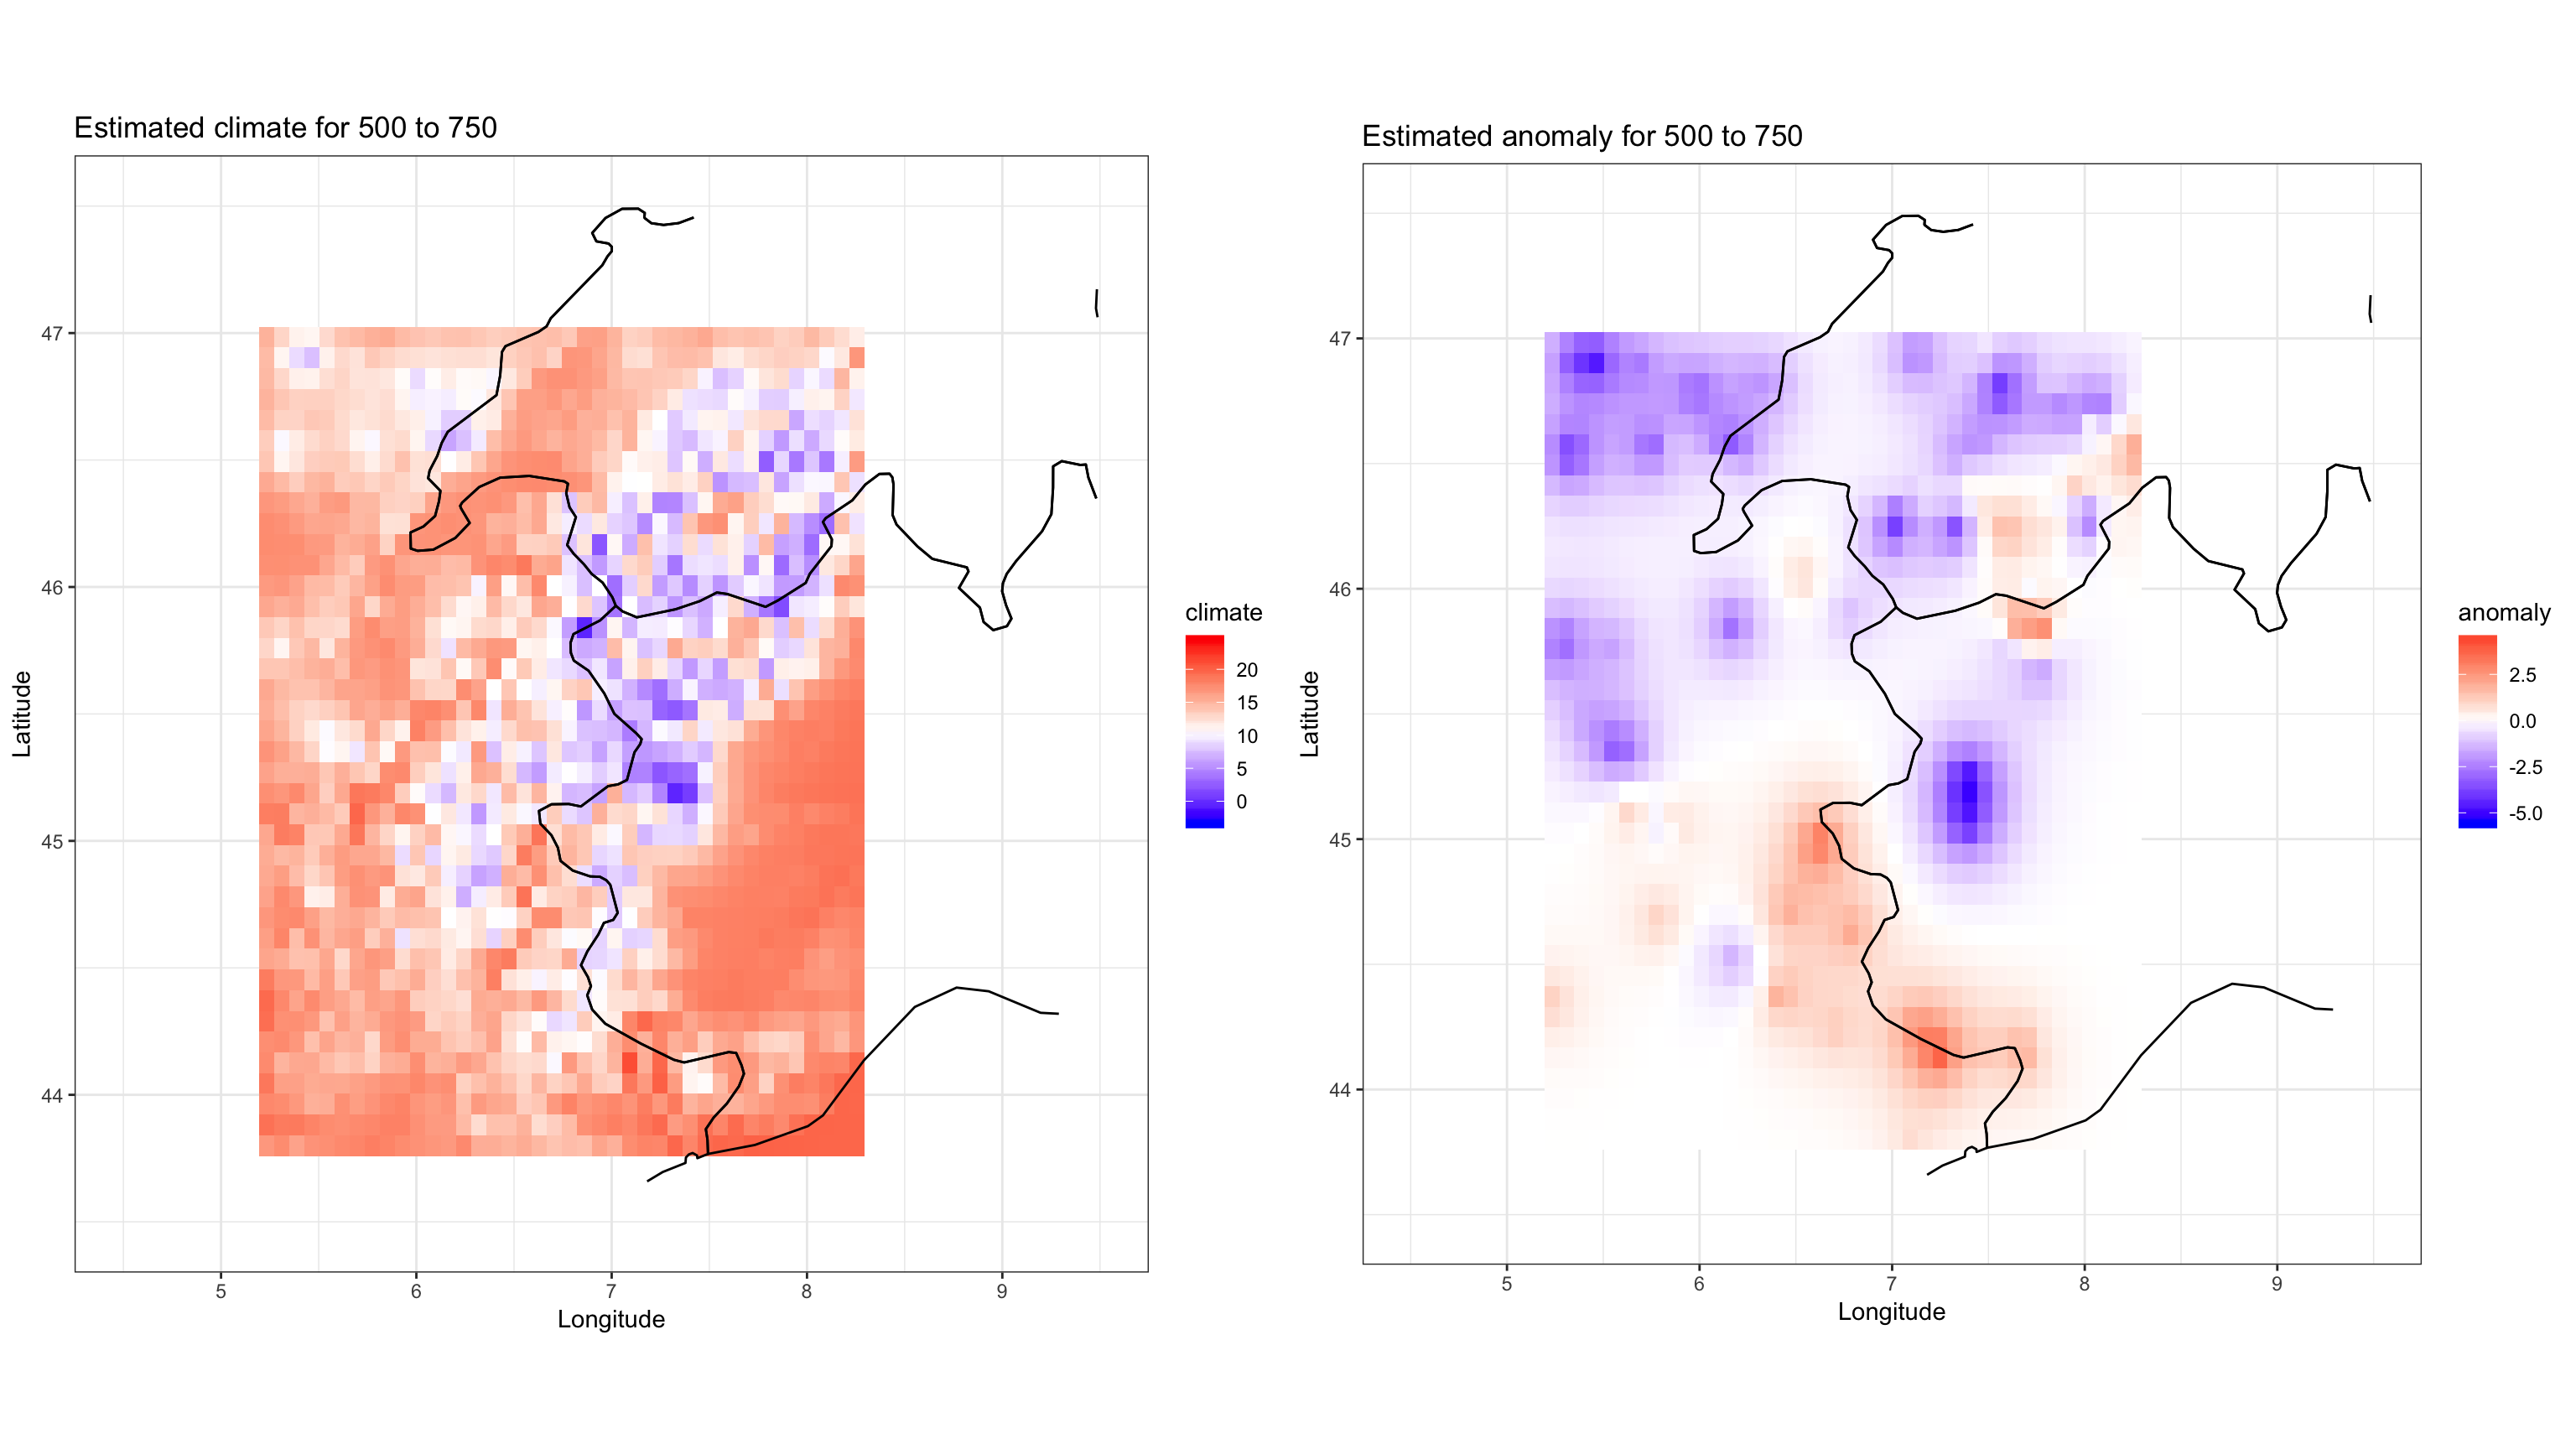 Estimated climate for 500 to 750
Latitude
47
46
45
44
5 6 7 8 9
Longitude
climate
20
15
10
5
0
Estimated anomaly for 500 to 750
Latitude
47
46
45
44
5 6 7 8 9
Longitude
anomaly
2.5
0.0
-2.5
-5.0